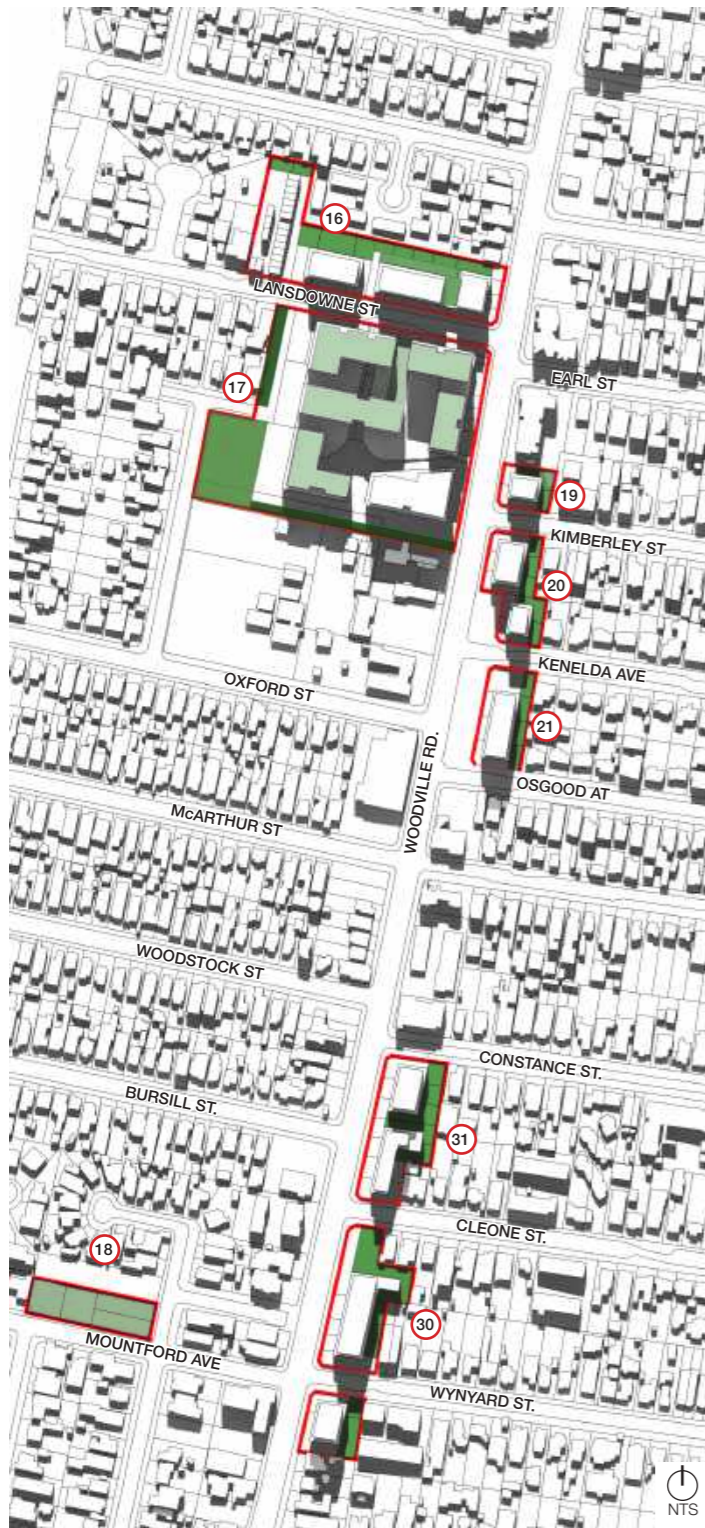 16
LANSDOWNE ST
17
EARL ST
19
KIMBERLEY ST
20
KENELDA AVE
OXFORD ST
21
WOODVILLE RD.
OSGOOD AT
McARTHUR ST
WOODSTOCK ST
CONSTANCE ST.
BURSILL ST.
31
CLEONE ST.
18
30
MOUNTFORD AVE
WYNYARD ST.
NTS